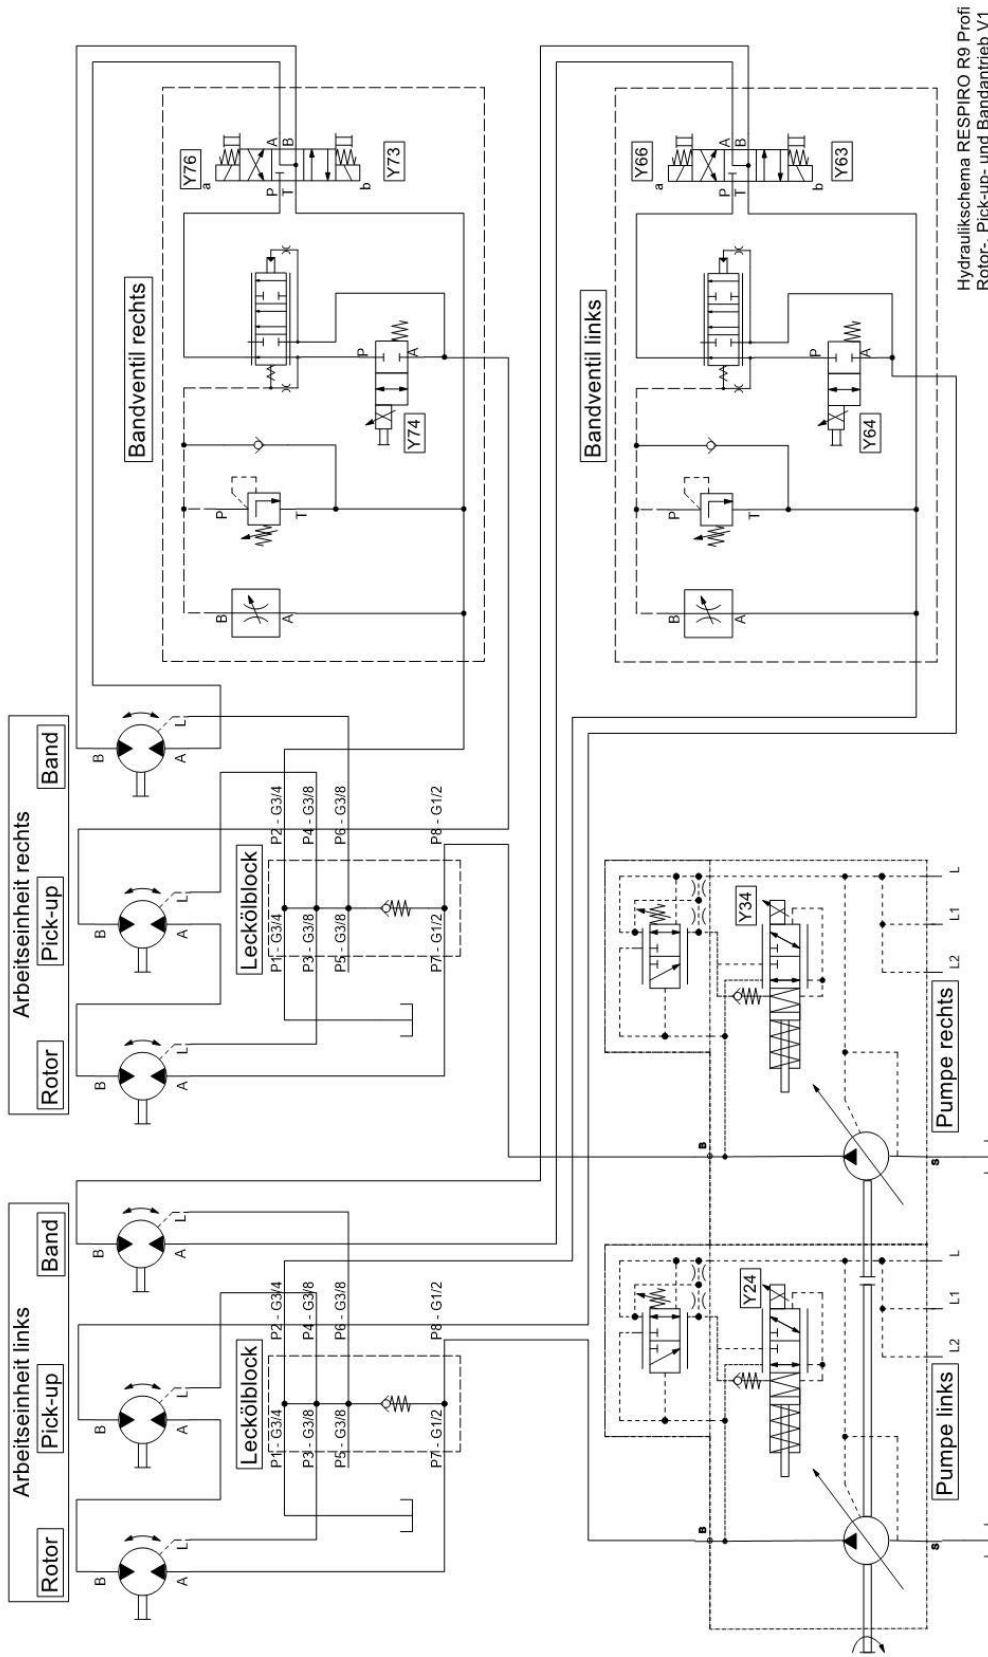 Arbeitseinheit links
Rotor
Pick-up
Band
Arbeitseinheit rechts
Rotor
Pick-up
Band
B
A
L
B
A
L
B
A
L
B
A
L
B
A
L
B
A
L
Leckölblock
P1 - G3/4
P2 - G3/4
P3 - G3/8
P4 - G3/8
P5 - G3/8
P6 - G3/8
P7 - G1/2
P8 - G1/2
Leckölblock
P1 - G3/4
P2 - G3/4
P3 - G3/8
P4 - G3/8
P5 - G3/8
P6 - G3/8
P7 - G1/2
P8 - G1/2
Bandventil rechts
B
A
P
T
P
A
Y74
Y76
a
P
T
A
B
b
Y73
Bandventil links
B
A
P
T
P
A
Y64
Y66
a
P
T
A
B
b
Y63
Y24
B
S
L2
L1
L
Pumpe links
Y34
B
S
L2
L1
L
Pumpe rechts
Hydraulikschema RESPIRO R9 Profi
Rotor-, Pick-up- und Bandantrieb V1